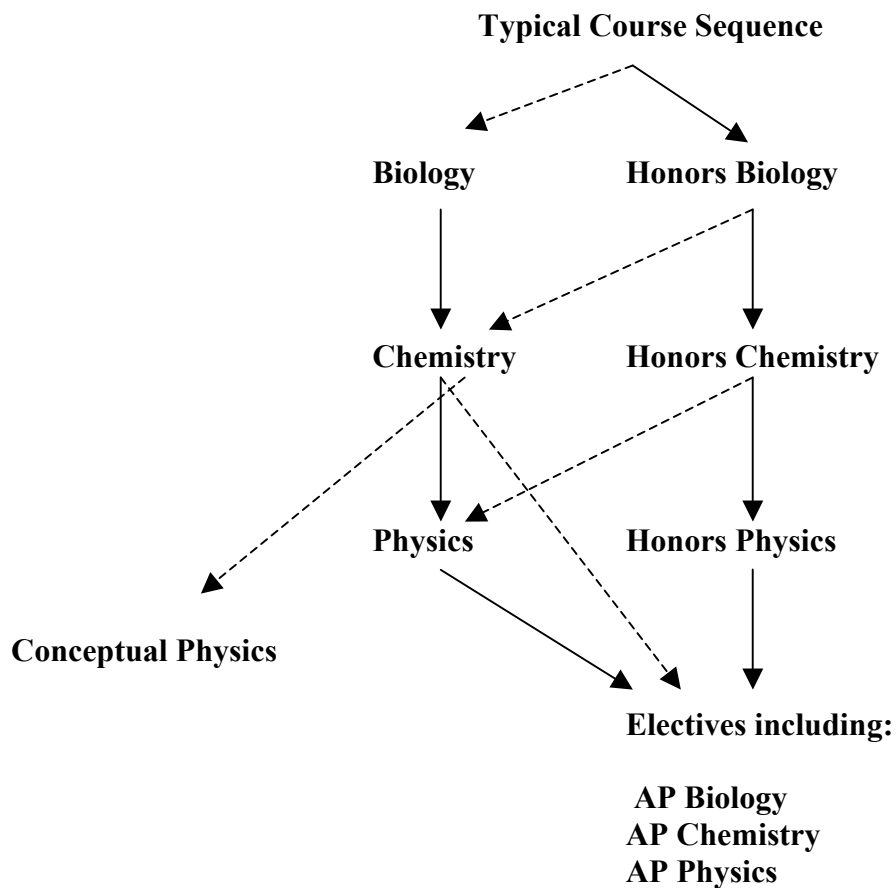 Typical Course Sequence
Biology
Honors Biology
Chemistry
Honors Chemistry
Physics
Honors Physics
Conceptual Physics
Electives including:
AP Biology
AP Chemistry
AP Physics